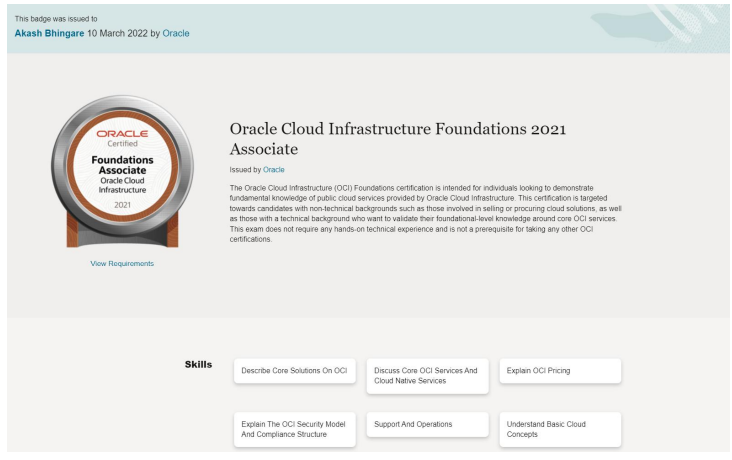 This badge was issued to
Akash Bhingare 10 March 2022 by Oracle
ORACLE
Certified
Foundations
Associate
Oracle Cloud
Infrastructure
2021
View Requirements
Oracle Cloud Infrastructure Foundations 2021
Associate
Issued by Oracle
The Oracle Cloud Infrastructure (OCI) Foundations certification is intended for individuals looking to demonstrate
fundamental knowledge of public cloud services provided by Oracle Cloud Infrastructure. This certification is targeted
towards candidates with non-technical backgrounds such as those involved in selling or procuring cloud solutions, as well
as those with a technical background who want to validate their foundational-level knowledge around core OCI services.
This exam does not require any hands-on technical experience and is not a prerequisite for taking any other OCI
certifications.
Skills
Describe Core Solutions On OCI
Discuss Core OCI Services And
Cloud Native Services
Explain OCI Pricing
Explain The OCI Security Model
And Compliance Structure
Support And Operations
Understand Basic Cloud
Concepts